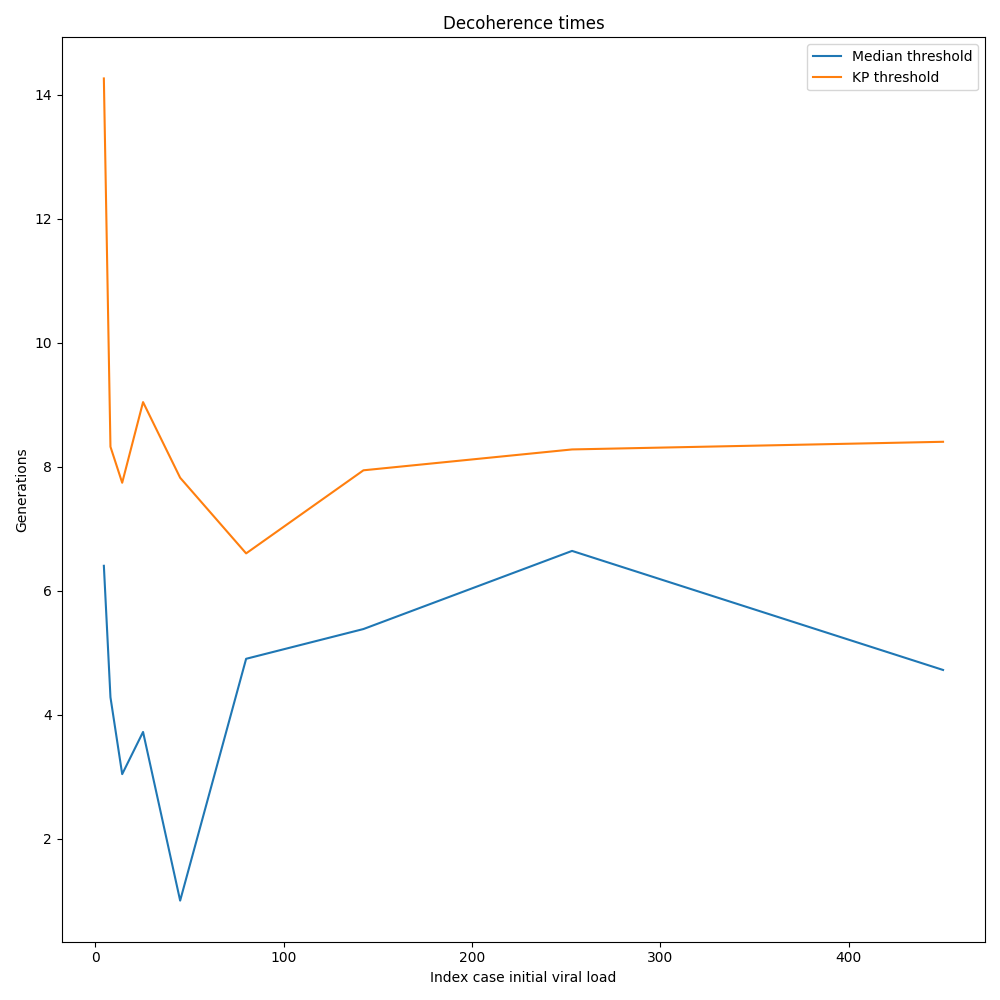 Decoherence times
Median threshold
KP threshold
Generations
14
12
10
8
6
4
2
0 100 200 300 400
Index case initial viral load